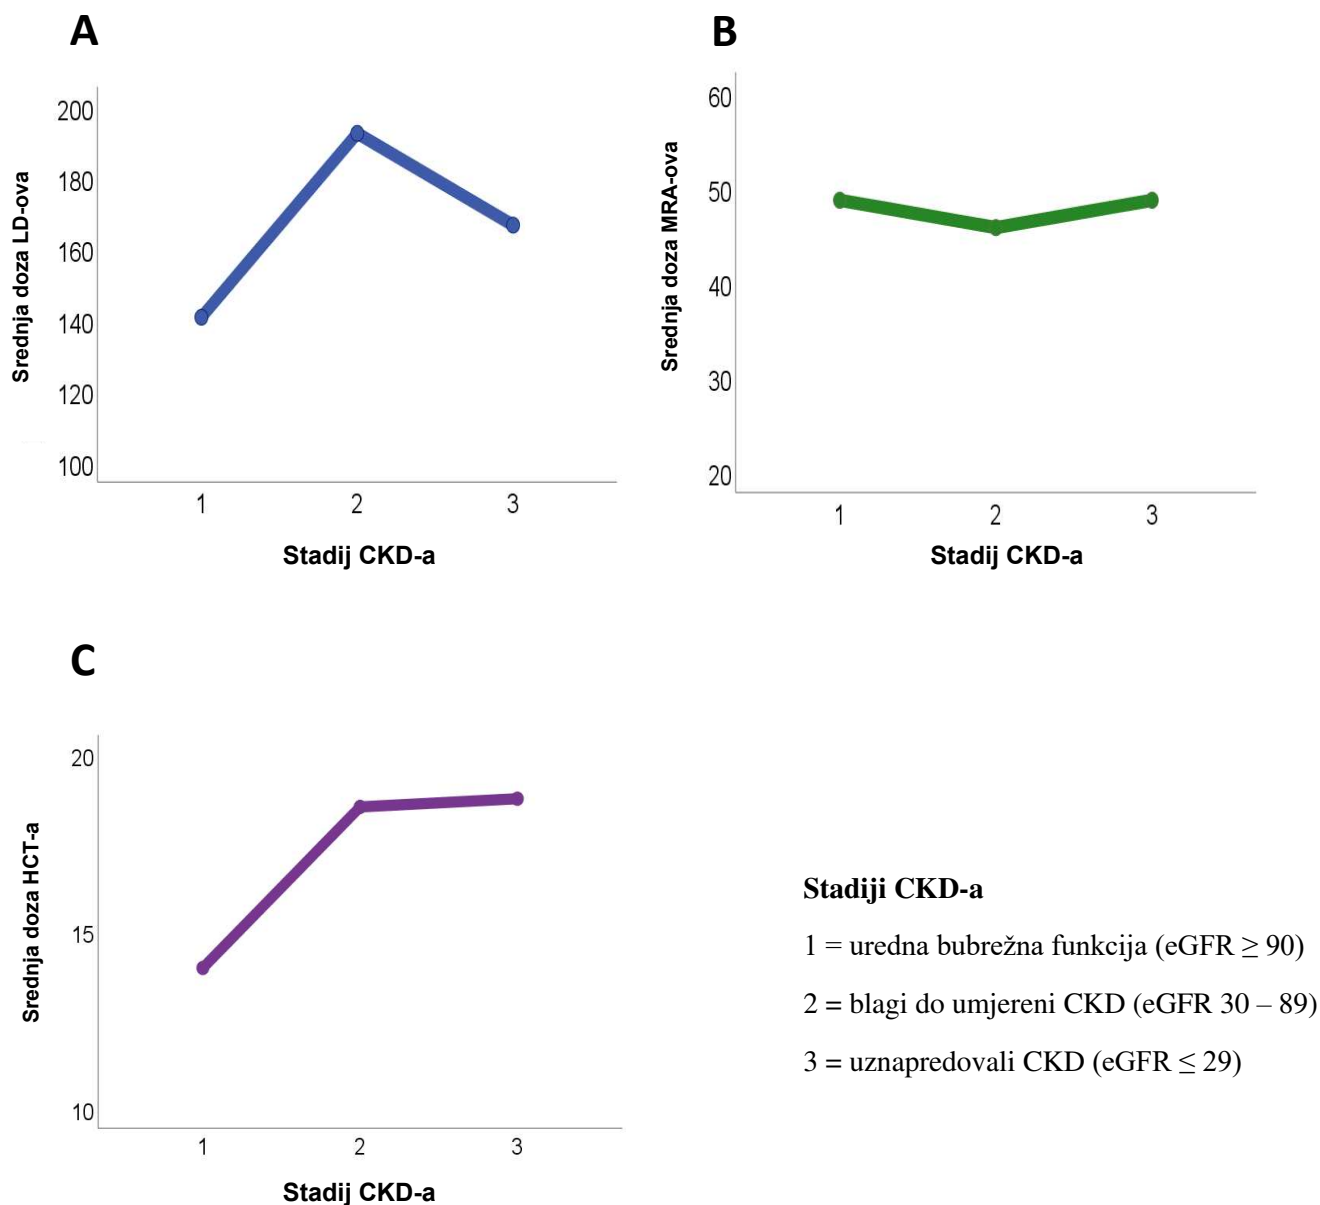 A
Srednja doza LD-ova
200
180
160
140
120
100
1 2 3
Stadij CKD-a
B
Srednja doza MRA-ova
60
50
40
30
20
1 2 3
Stadij CKD-a
C
Srednja doza HCT-a
20
15
10
1 2 3
Stadij CKD-a
Stadiji CKD-a
1 = uredna bubrežna funkcija (eGFR ≥ 90)
2 = blagi do umjereni CKD (eGFR 30 – 89)
3 = uznapredovali CKD (eGFR ≤ 29)